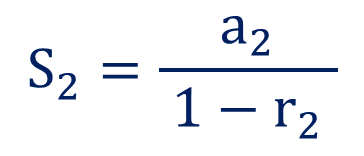 S₂ = a₂ / (1 − r₂)